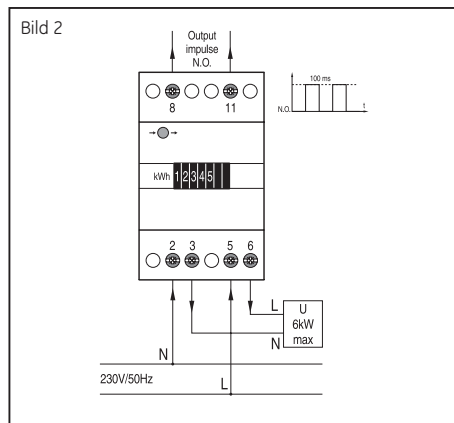 Bild 2
Output
impulse
N.O.
8 11
100 ms
N.O. t
kWh 1 2 3 4 5
2 3 5 6
L U
6kW
N max
N
230V/50Hz
L